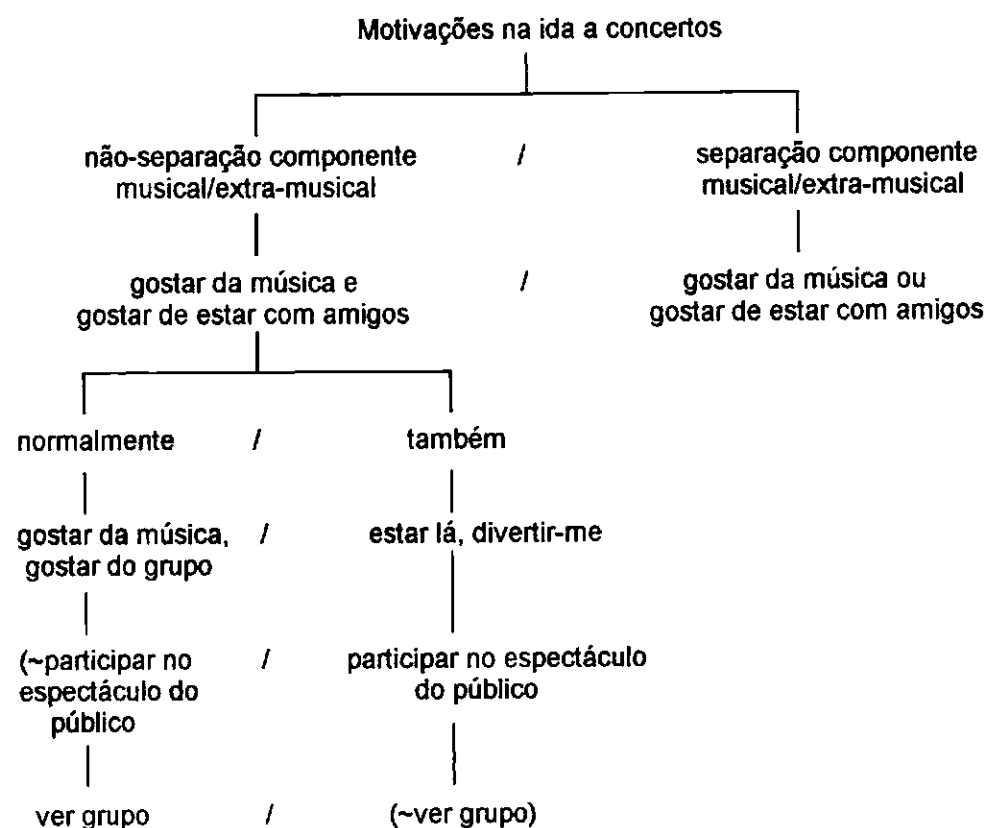 Motivações na ida a concertos
não-separação componente / separação componente
musical/extra-musical musical/extra-musical
gostar da música e / gostar da música ou
gostar de estar com amigos gostar de estar com amigos
normalmente / também
gostar da música, / estar lá, divertir-me
gostar do grupo
(~participar no / participar no espectáculo
espectáculo do do público
público
ver grupo / (~ver grupo)